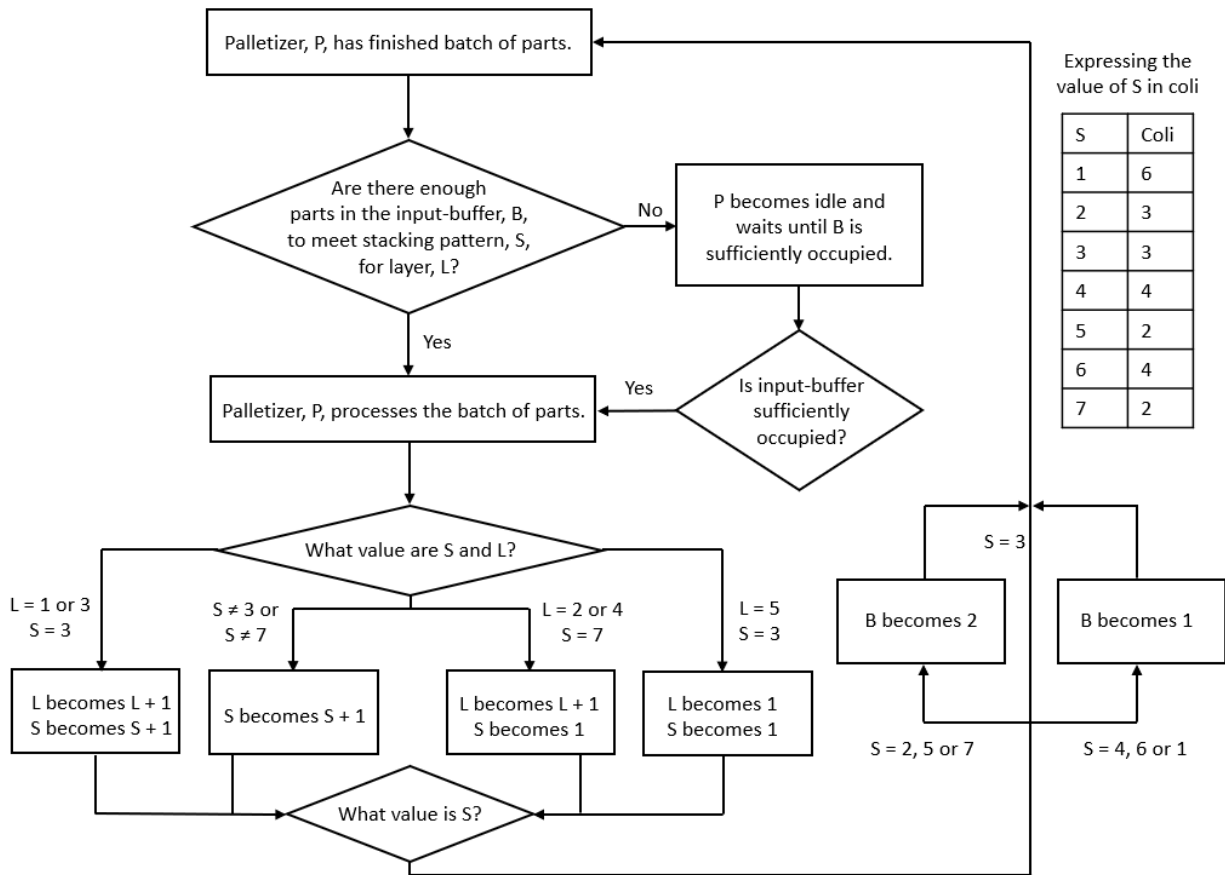 Palletizer, P, has finished batch of parts.
Expressing the
value of S in coli
S Coli
1 6
2 3
3 3
4 4
5 2
6 4
7 2
Are there enough
parts in the input-buffer, B,
to meet stacking pattern, S,
for layer, L?
No
P becomes idle and
waits until B is
sufficiently occupied.
Yes
Is input-buffer
sufficiently
occupied?
Yes
Palletizer, P, processes the batch of parts.
What value are S and L?
L = 1 or 3
S = 3
S ≠ 3 or
S ≠ 7
L = 2 or 4
S = 7
L = 5
S = 3
L becomes L + 1
S becomes S + 1
S becomes S + 1
L becomes L + 1
S becomes 1
L becomes 1
S becomes 1
What value is S?
S = 3
B becomes 2
B becomes 1
S = 2, 5 or 7
S = 4, 6 or 1